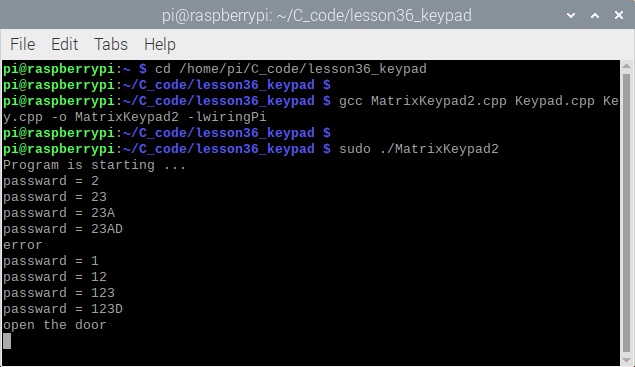 pi@raspberrypi: ~/C_code/lesson36_keypad
File Edit Tabs Help
pi@raspberrypi:~ $ cd /home/pi/C_code/lesson36_keypad
pi@raspberrypi:~/C_code/lesson36_keypad $
pi@raspberrypi:~/C_code/lesson36_keypad $ gcc MatrixKeypad2.cpp Keypad.cpp Ke
y.cpp -o MatrixKeypad2 -lwiringPi
pi@raspberrypi:~/C_code/lesson36_keypad $
pi@raspberrypi:~/C_code/lesson36_keypad $ sudo ./MatrixKeypad2
Program is starting ...
passward = 2
passward = 23
passward = 23A
passward = 23AD
error
passward = 1
passward = 12
passward = 123
passward = 123D
open the door